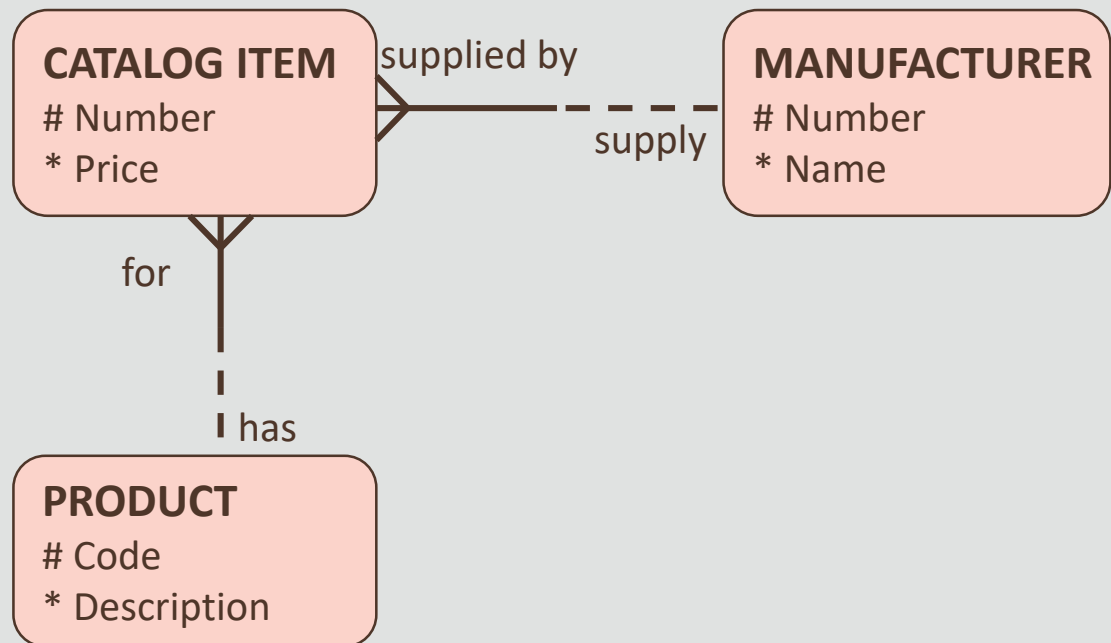 CATALOG ITEM
# Number
* Price
supplied by
supply
MANUFACTURER
# Number
* Name
for
has
PRODUCT
# Code
* Description